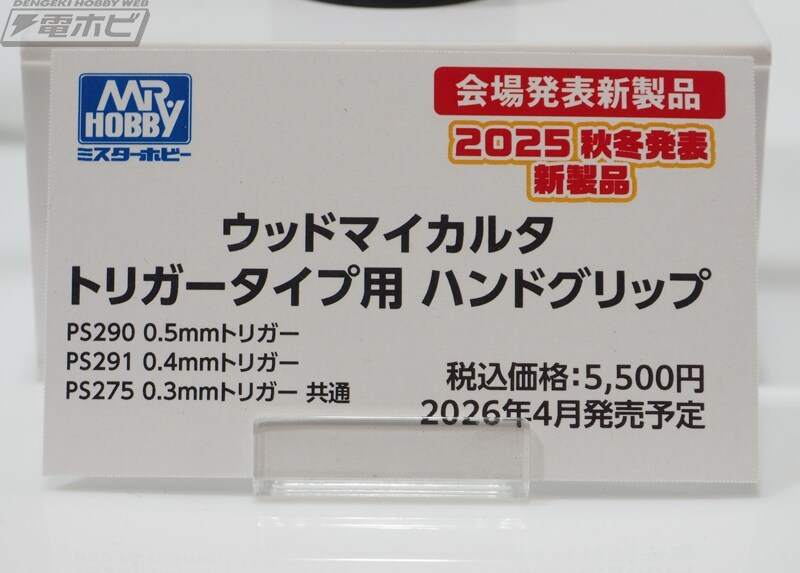 DENGEKI HOBBY WEB
電ホビ
MR.
HOBBY
ミスターホビー
会場発表新製品
2025 秋冬発表
新製品
ウッドマイカルタ
トリガータイプ用 ハンドグリップ
PS290 0.5mmトリガー
PS291 0.4mmトリガー
PS275 0.3mmトリガー 共通
税込価格：5,500円
2026年4月発売予定